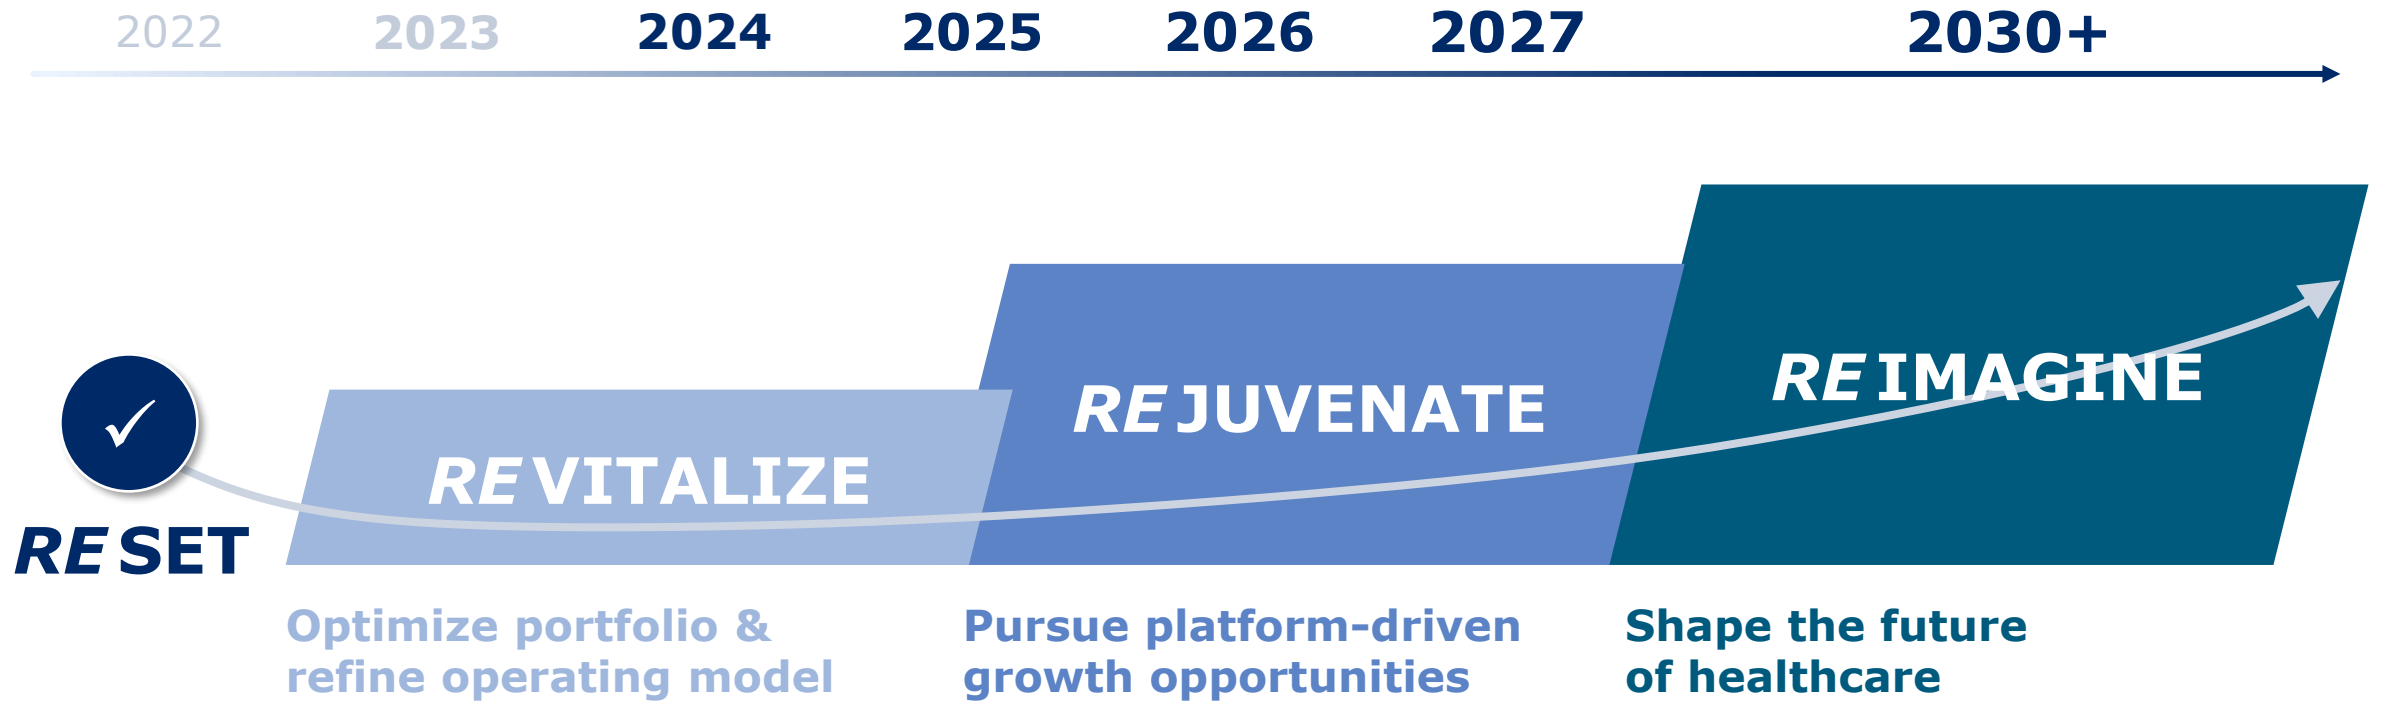 2022 2023 2024 2025 2026 2027 2030+
REIMAGINE
REJUVENATE
REVITALIZE
RESET
Optimize portfolio &
refine operating model
Pursue platform-driven
growth opportunities
Shape the future
of healthcare